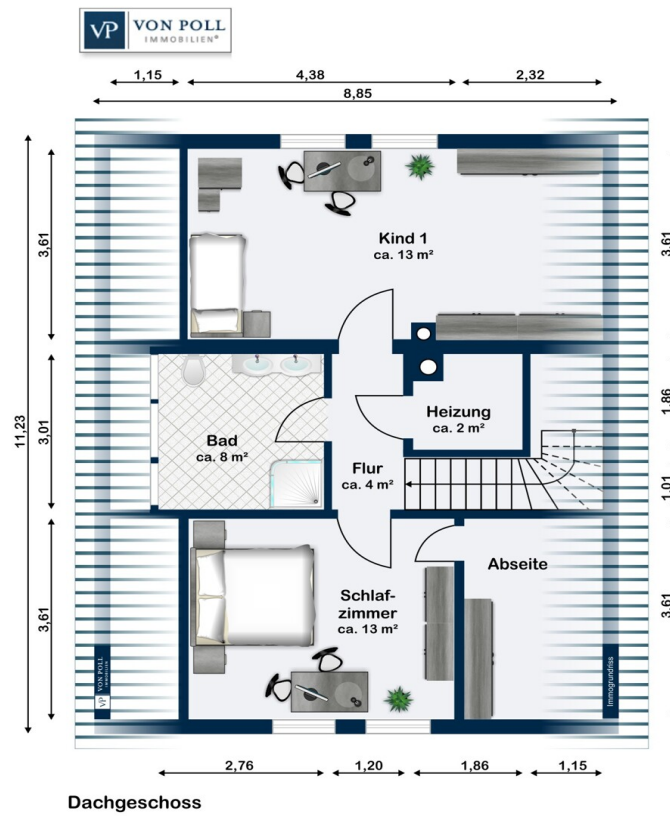 VP VON POLL
IMMOBILIEN®
1,15 4,38 2,32
8,85
3,61
Kind 1
ca. 13 m²
3,61
11,23
3,01
Bad
ca. 8 m²
Heizung
ca. 2 m²
Flur
ca. 4 m²
1,86
1,01
3,61
Schlaf-
zimmer
ca. 13 m²
Abseite
3,61
VP VON POLL
IMMOBILIEN
Immogrundriss
2,76 1,20 1,86 1,15
Dachgeschoss